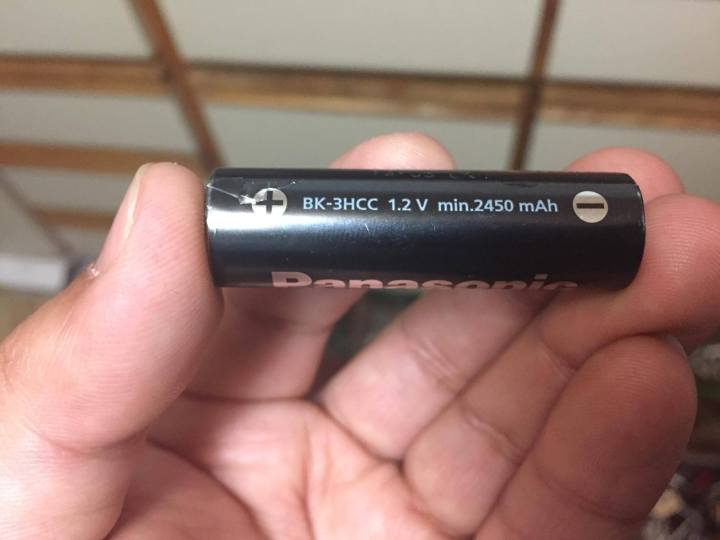 + BK-3HCC 1.2 V min.2450 mAh -
Panasonic